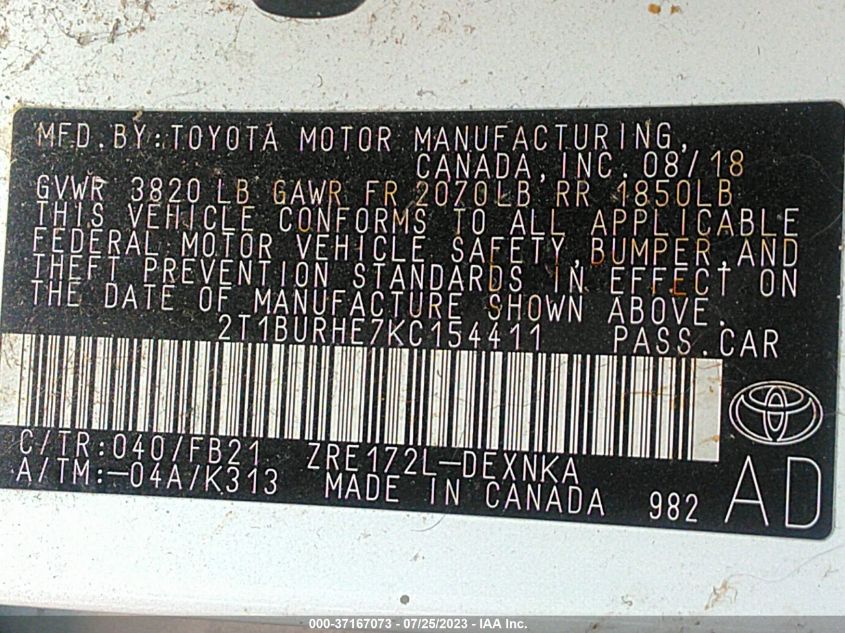 MFD.BY:TOYOTA MOTOR MANUFACTURING,
CANADA,INC.08/18
GVWR 3820 LB GAWR FR 2070LB RR 1850LB
THIS VEHICLE CONFORMS TO ALL APPLICABLE
FEDERAL MOTOR VEHICLE SAFETY,BUMPER,AND
THEFT PREVENTION STANDARDS IN EFFECT ON
THE DATE OF MANUFACTURE SHOWN ABOVE.
2T1BURHE7KC154411 PASS.CAR
C/TR:040/FB21 ZRE172L-DEXNKA
A/TM:-04A/K313 MADE IN CANADA 982 AD
000-37167073 - 07/25/2023 - IAA Inc.